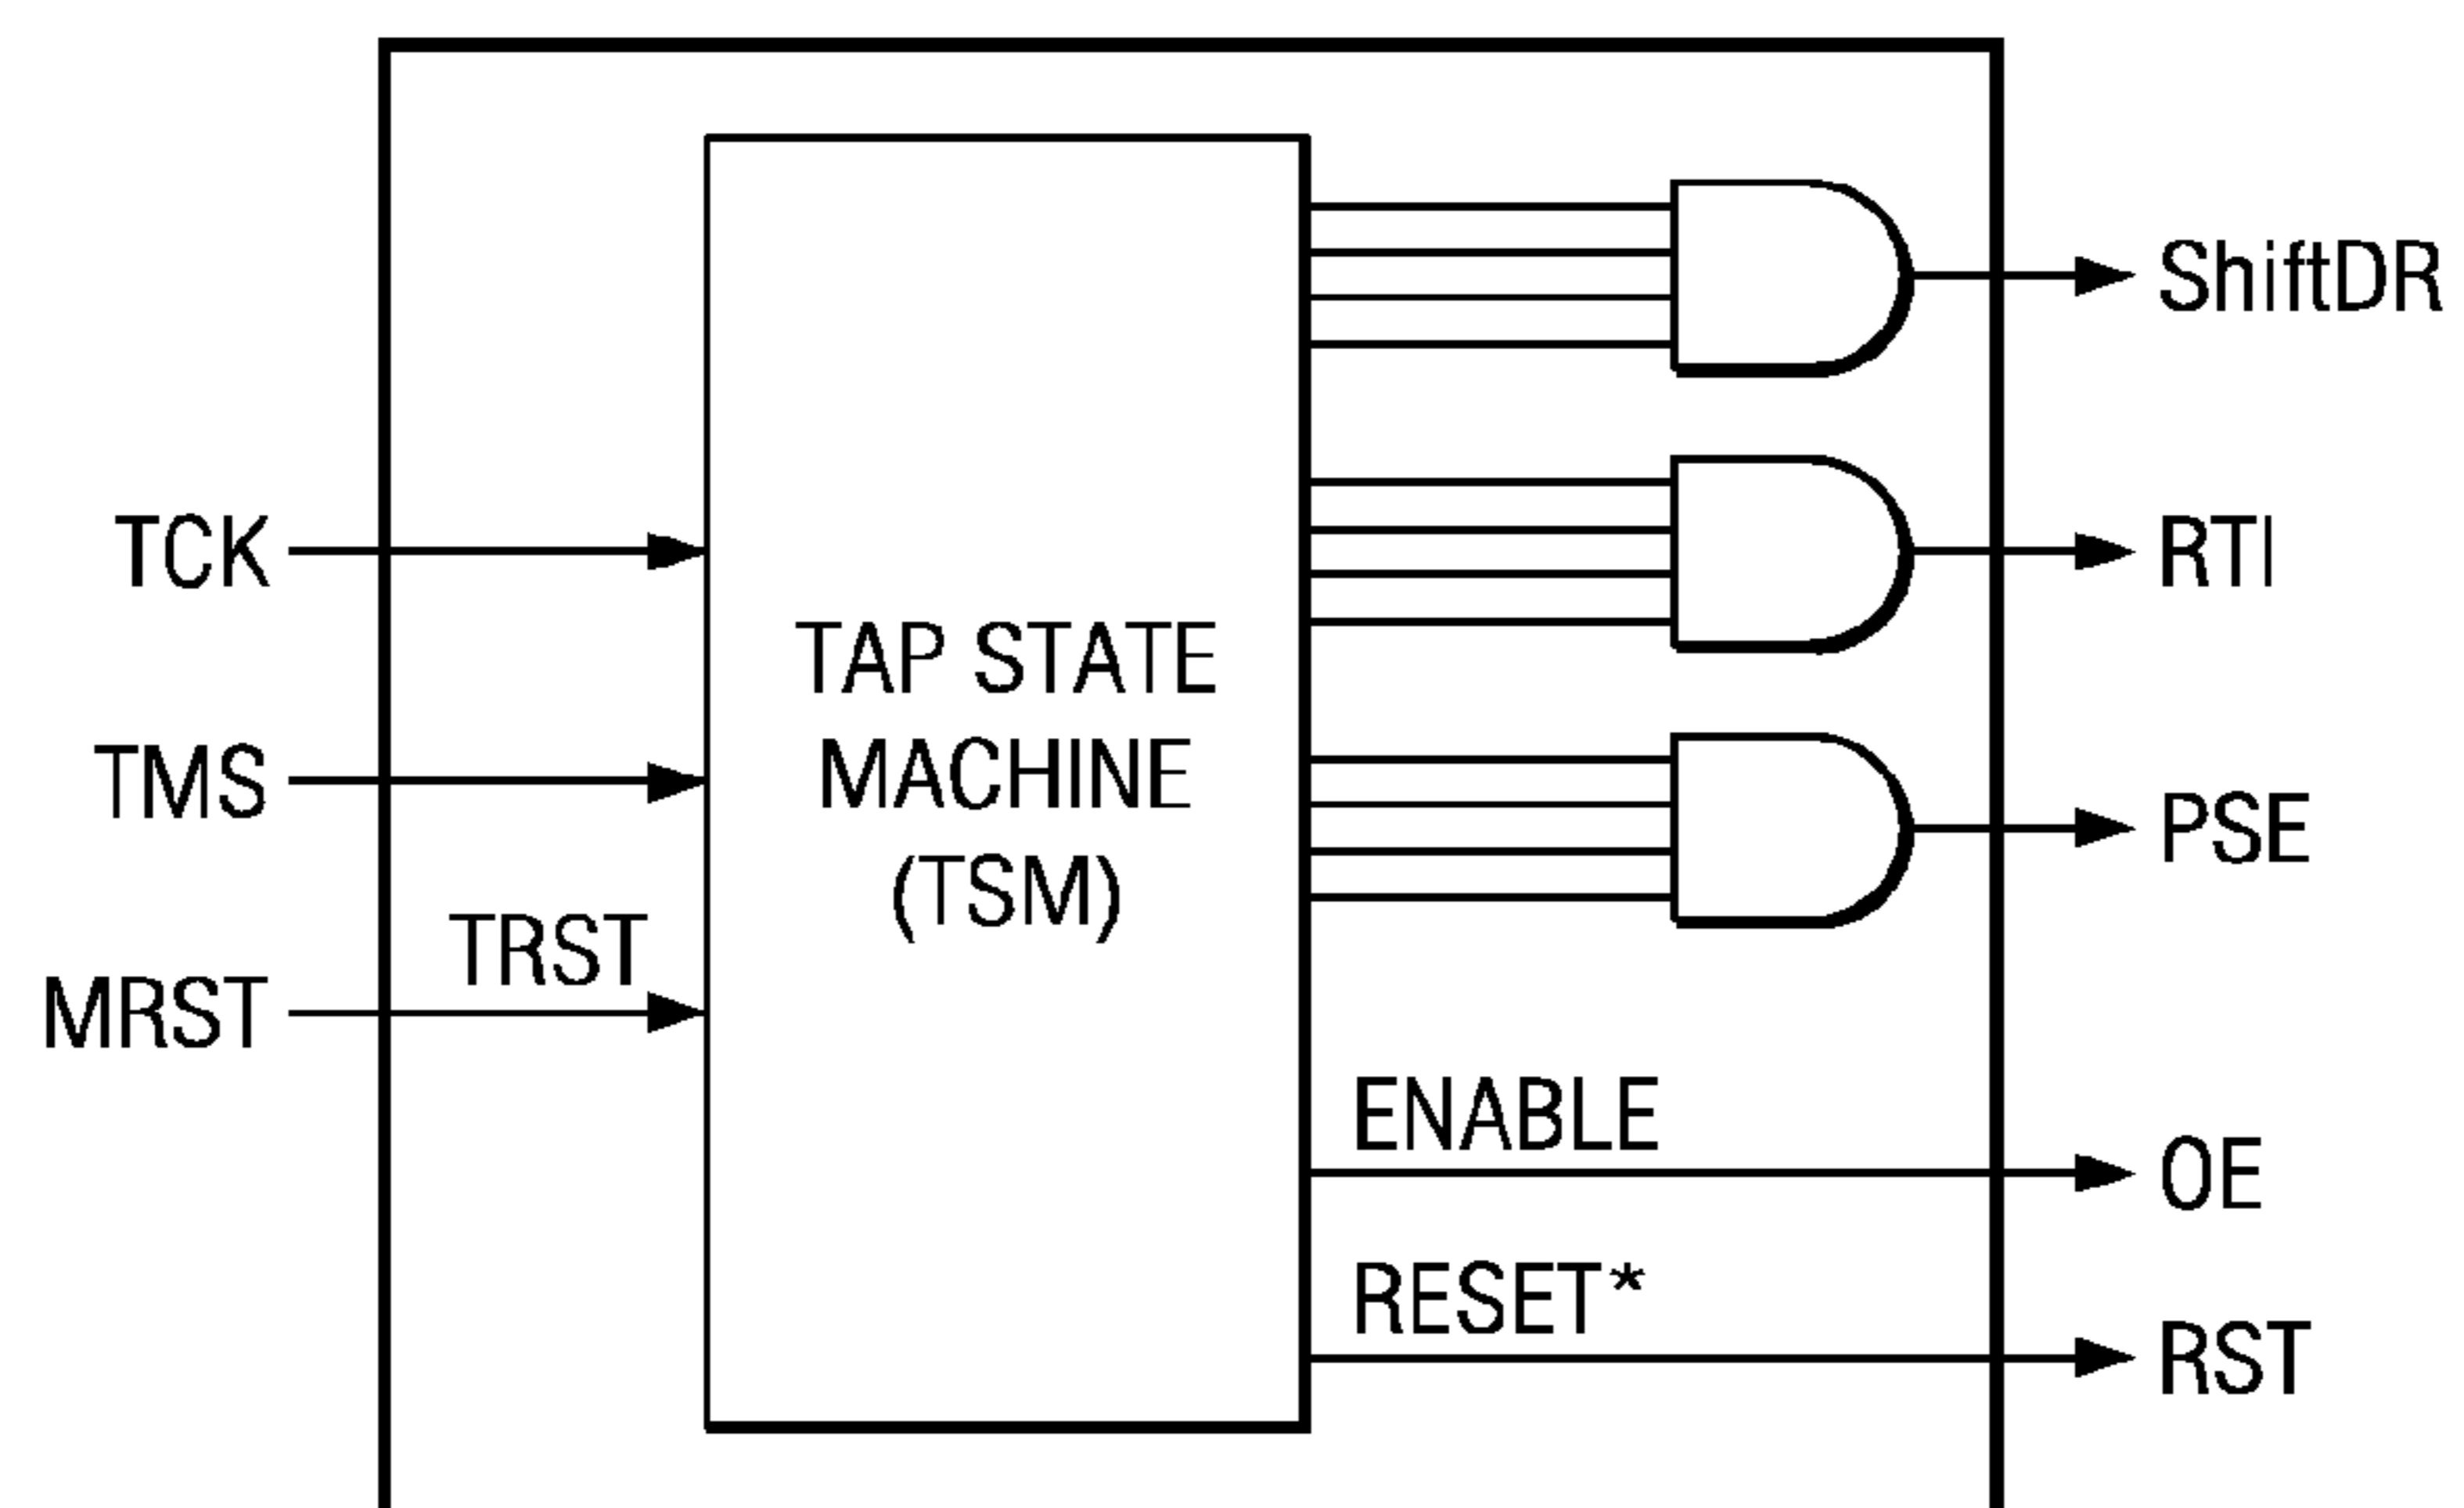 ShiftDR
TCK
RTI
TAP STATE
MACHINE
(TSM)
TMS
PSE
TRST
MRST
ENABLE
OE
RESET*
RST